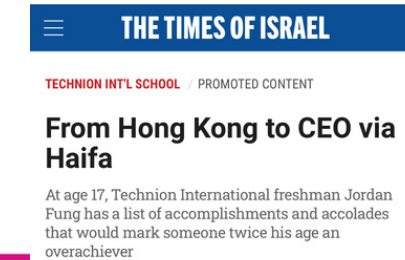 THE TIMES OF ISRAEL
TECHNION INT'L SCHOOL / PROMOTED CONTENT
From Hong Kong to CEO via
Haifa
At age 17, Technion International freshman Jordan
Fung has a list of accomplishments and accolades
that would mark someone twice his age an
overachiever